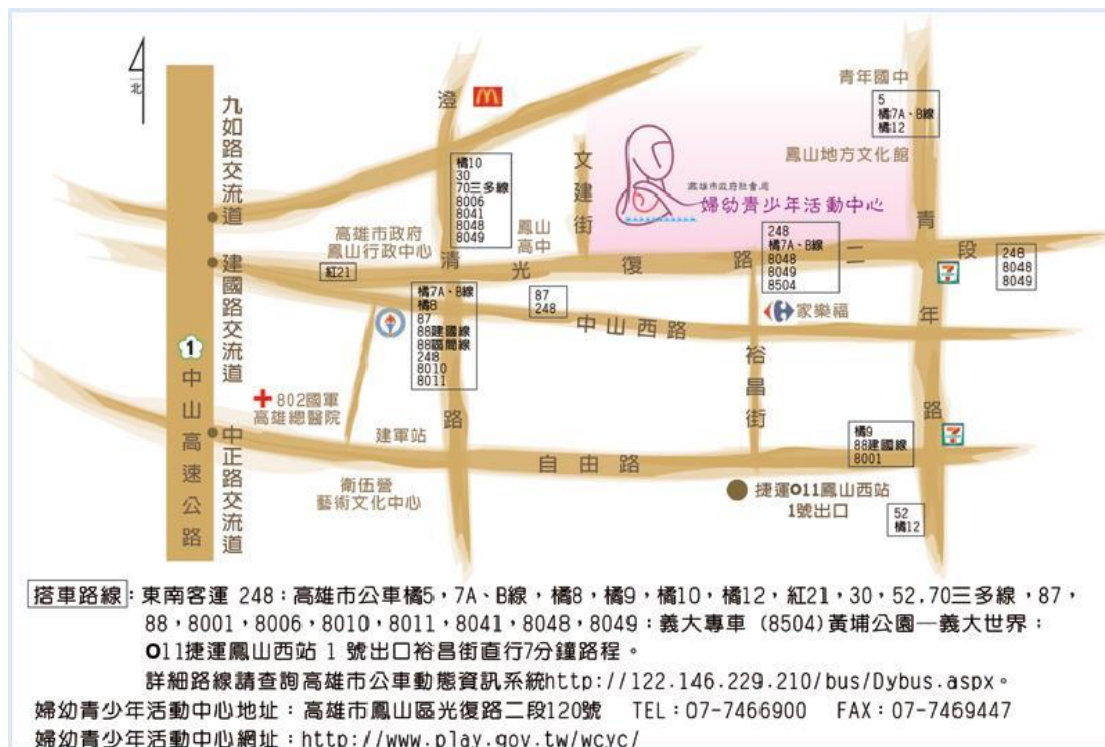 北
九如路交流道
建國路交流道
中正路交流道
1
中山高速公路
澄清路
橘10
30
70三多線
8006
8041
8048
8049
文建街
高雄市政府社會局
婦幼青少年活動中心
青年國中
5
橘7A、B線
橘12
鳳山地方文化館
青年路
高雄市政府
鳳山行政中心
鳳山
高中
紅21
光復路二段
248
橘7A、B線
8048
8049
8504
248
8048
8049
橘7A、B線
橘8
87
88建國線
88區間線
248
8010
8011
87
248
中山西路
家樂福
裕昌街
802國軍
高雄總醫院
建軍站
自由路
橘9
88建國線
8001
衛伍營
藝術文化中心
捷運O11鳳山西站
1號出口
52
橘12
搭車路線：東南客運 248：高雄市公車橘5，7A、B線，橘8，橘9，橘10，橘12，紅21，30，52.70三多線，87，
88，8001，8006，8010，8011，8041，8048，8049：義大專車 (8504)黃埔公園—義大世界：
O11捷運鳳山西站 1 號出口裕昌街直行7分鐘路程。
詳細路線請查詢高雄市公車動態資訊系統http://122.146.229.210/bus/Dybus.aspx。
婦幼青少年活動中心地址：高雄市鳳山區光復路二段120號 TEL：07-7466900 FAX：07-7469447
婦幼青少年活動中心網址：http://www.play.gov.tw/wcyc/